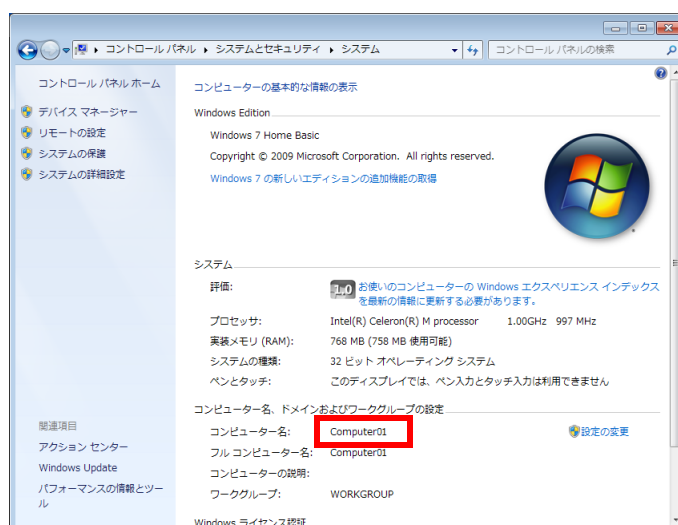 コントロール パネル ▸ システムとセキュリティ ▸ システム
コントロール パネルの検索
コントロール パネル ホーム
デバイス マネージャー
リモートの設定
システムの保護
システムの詳細設定
コンピューターの基本的な情報の表示
Windows Edition
Windows 7 Home Basic
Copyright © 2009 Microsoft Corporation. All rights reserved.
Windows 7 の新しいエディションの追加機能の取得
システム
評価:
1.0 お使いのコンピューターの Windows エクスペリエンス インデックス
を最新の情報に更新する必要があります。
プロセッサ: Intel(R) Celeron(R) M processor 1.00GHz 997 MHz
実装メモリ (RAM): 768 MB (758 MB 使用可能)
システムの種類: 32 ビット オペレーティング システム
ペンとタッチ: このディスプレイでは、ペン入力とタッチ入力は利用できません
コンピューター名、ドメインおよびワークグループの設定
コンピューター名: Computer01 設定の変更
フル コンピューター名: Computer01
コンピューターの説明:
ワークグループ: WORKGROUP
Windows ライセンス認証
関連項目
アクション センター
Windows Update
パフォーマンスの情報とツー
ル